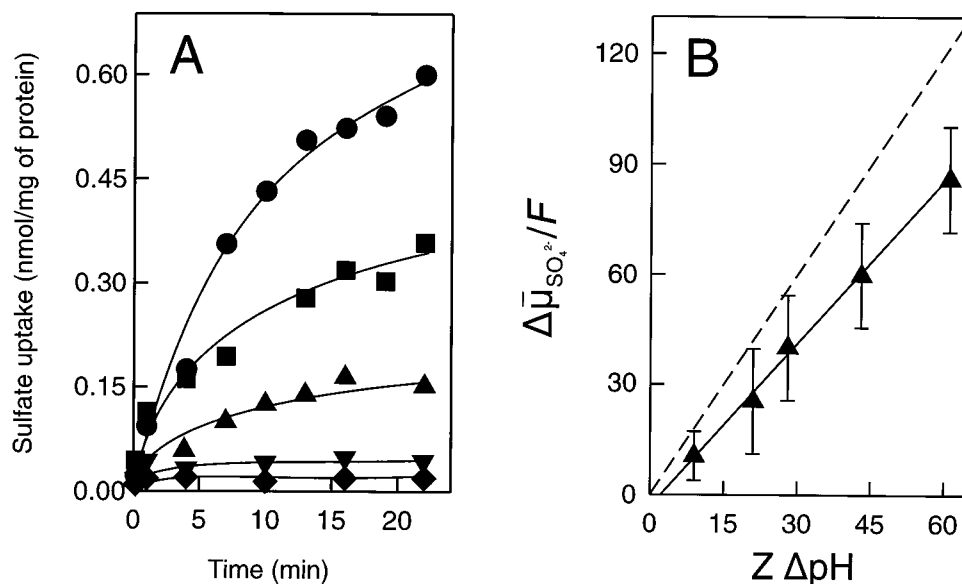 A
Sulfate uptake (nmol/mg of protein)
0.60
0.45
0.30
0.15
0.00
0 5 10 15 20
Time (min)
B
Δμ̄SO₄²⁻/F
120
90
60
30
0
0 15 30 45 60
Z ΔpH